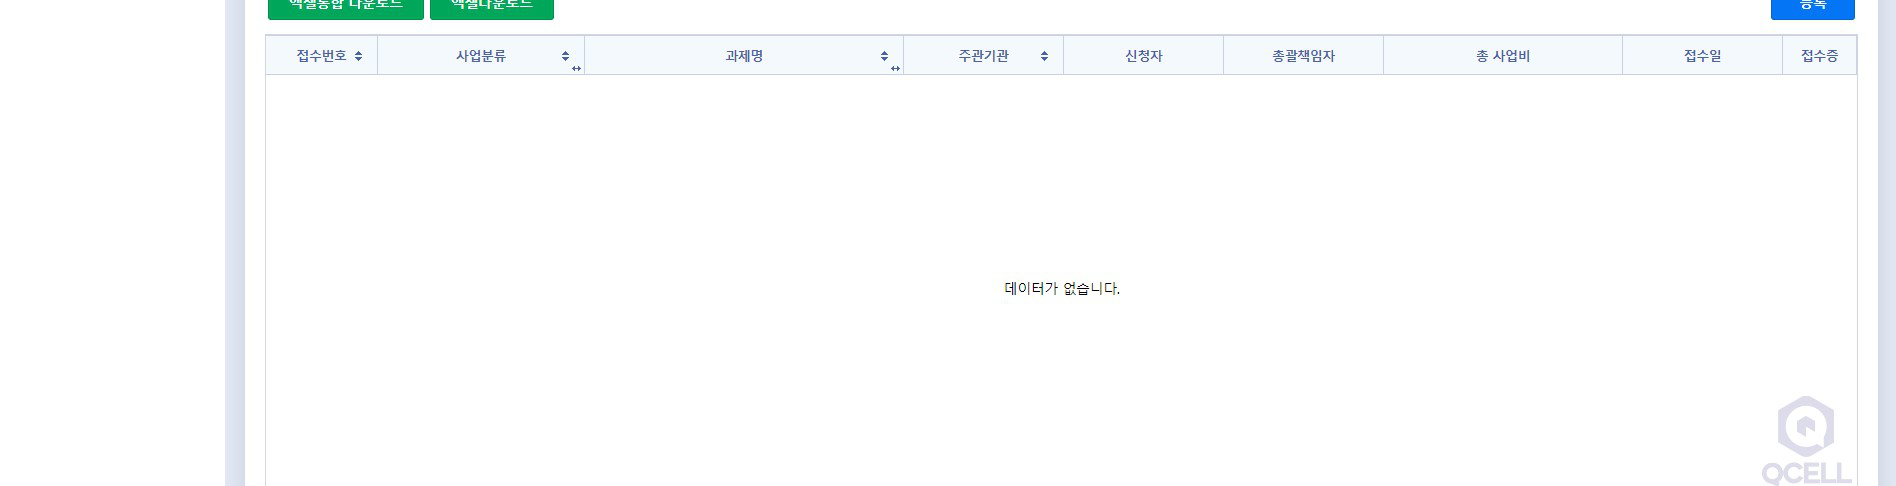 엑셀통합 다운로드 엑셀다운로드 등록
접수번호 사업분류 과제명 주관기관 신청자 총괄책임자 총 사업비 접수일 접수증
데이터가 없습니다.
QCELL